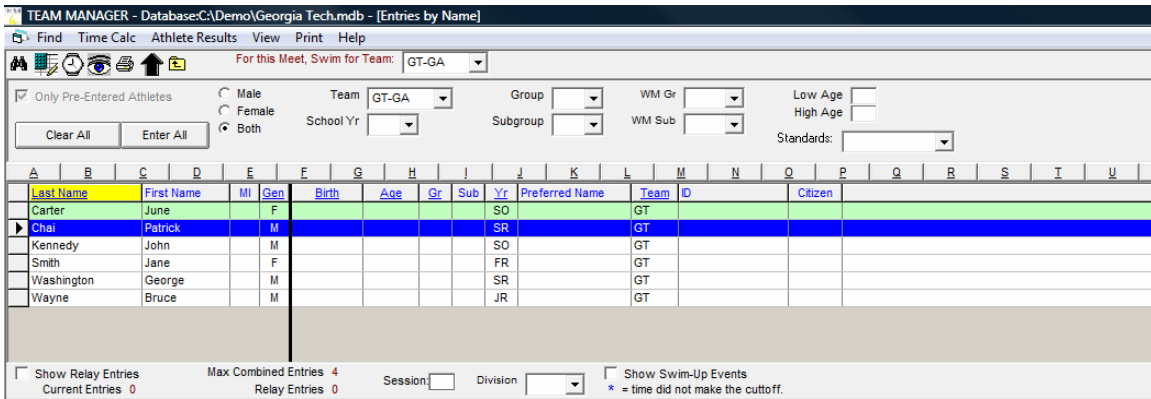 TEAM MANAGER - Database:C:\Demo\Georgia Tech.mdb - [Entries by Name]
Find Time Calc Athlete Results View Print Help
For this Meet, Swim for Team: GT-GA
Only Pre-Entered Athletes Male Team GT-GA Group WM Gr Low Age
Female High Age
Clear All Enter All Both School Yr Subgroup WM Sub Standards:
A B C D E F G H I J K L M N O P Q R S T U
Last Name First Name MI Gen Birth Age Gr Sub Yr Preferred Name Team ID Citizen
Carter June F SO GT
Chai Patrick M SR GT
Kennedy John M SO GT
Smith Jane F FR GT
Washington George M SR GT
Wayne Bruce M JR GT
Show Relay Entries Max Combined Entries 4 Session: Division Show Swim-Up Events
Current Entries 0 Relay Entries 0 * = time did not make the cuttoff.